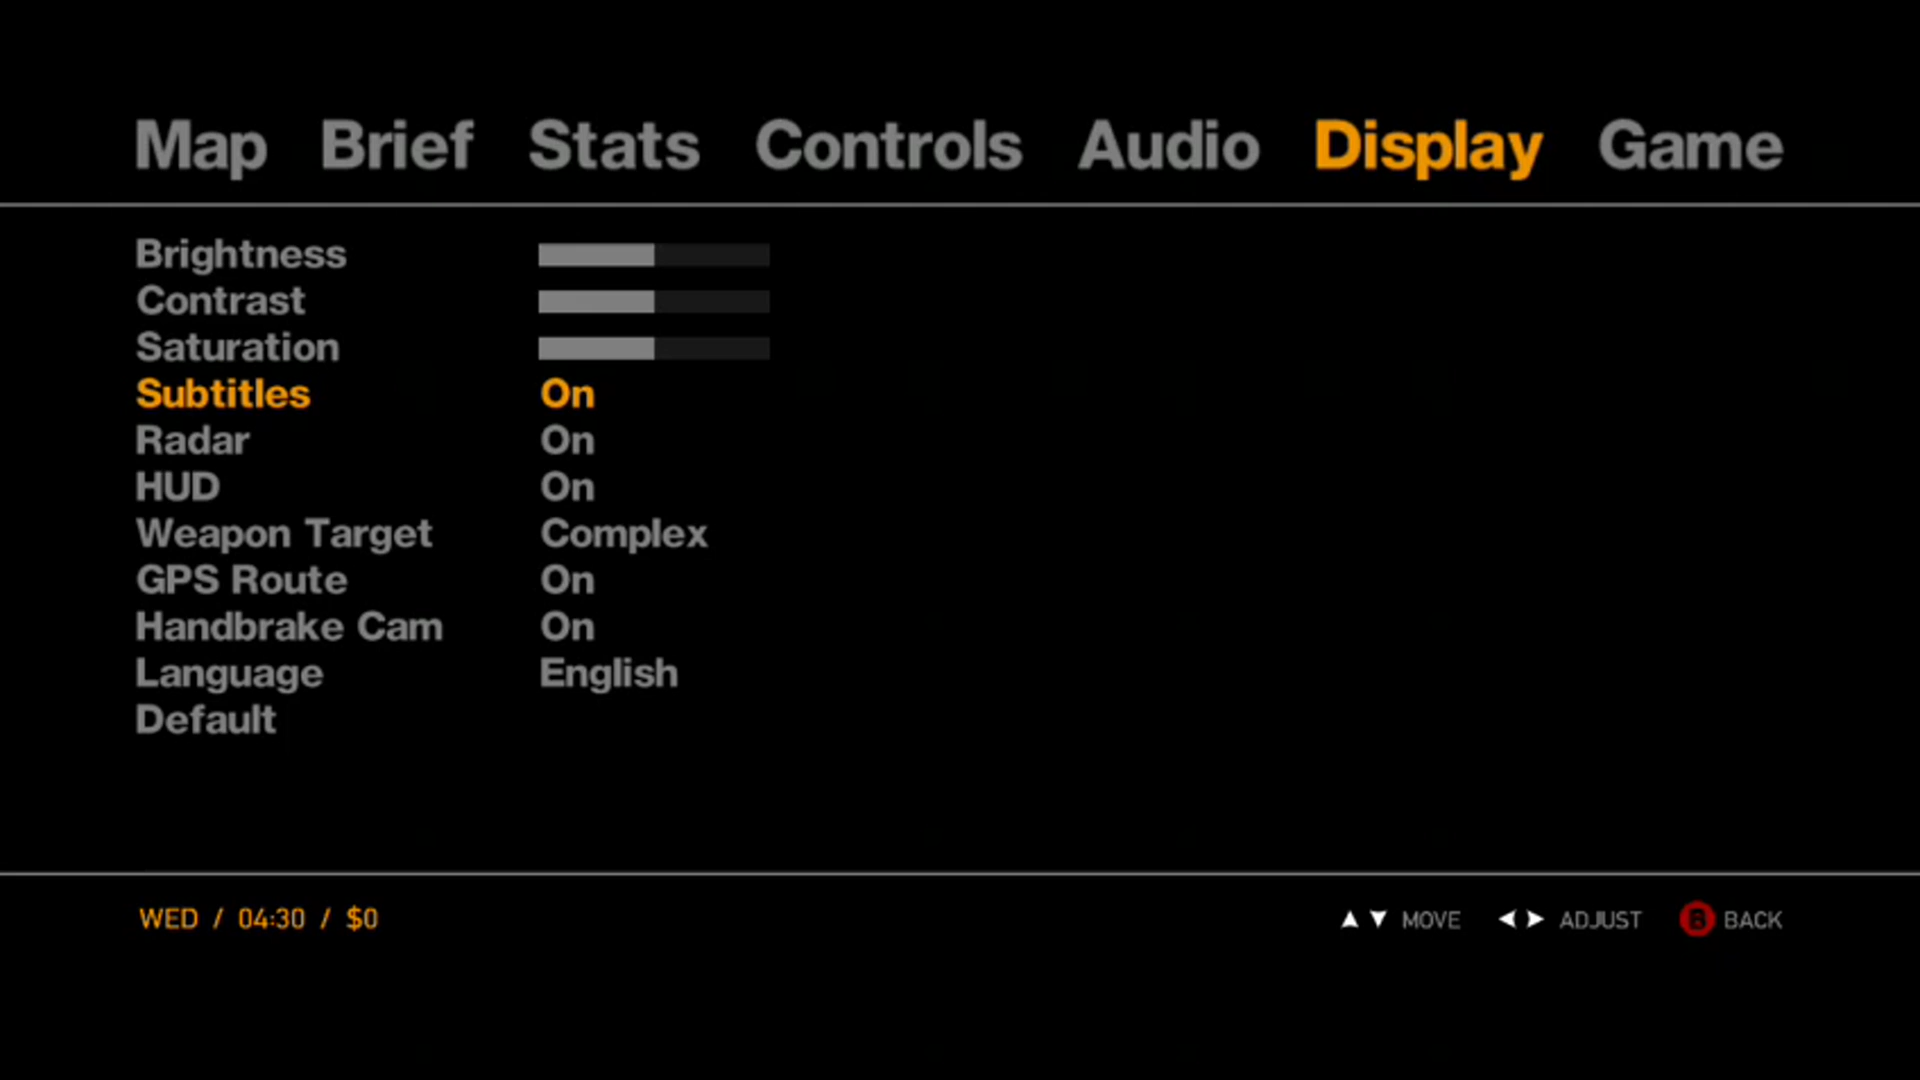 Map Brief Stats Controls Audio Display Game
Brightness
Contrast
Saturation
Subtitles On
Radar On
HUD On
Weapon Target Complex
GPS Route On
Handbrake Cam On
Language English
Default
WED / 04:30 / $0
MOVE ADJUST B BACK